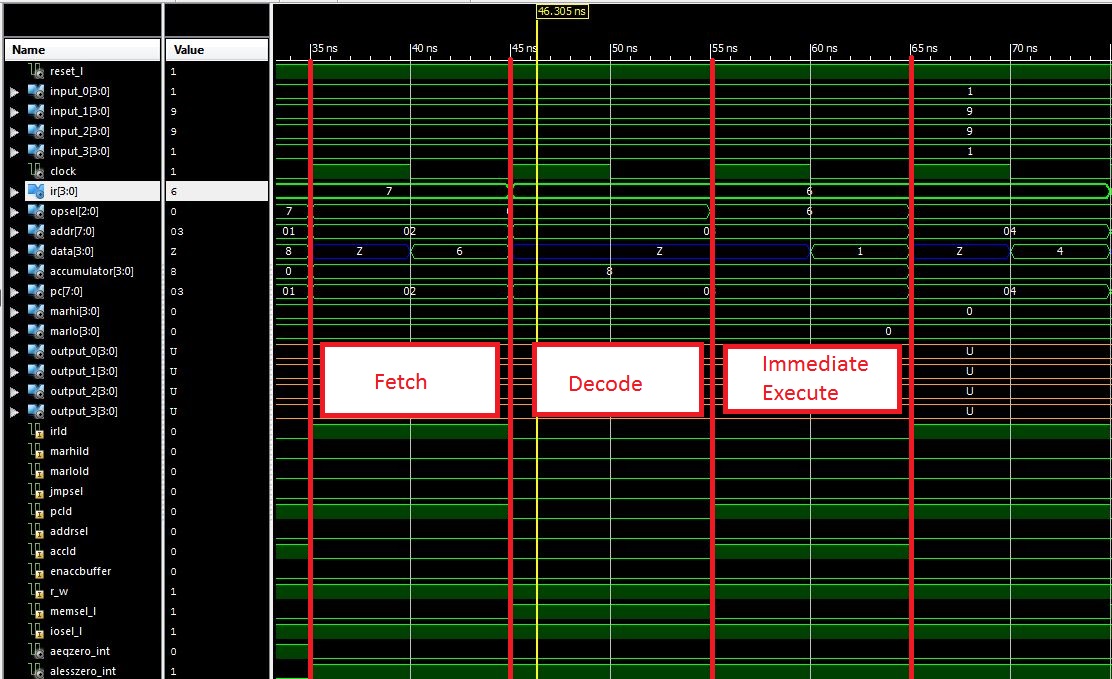 46.305 ns
Name Value 35 ns 40 ns 45 ns 50 ns 55 ns 60 ns 65 ns 70 ns
reset_l 1
input_0[3:0] 1 1
input_1[3:0] 9 9
input_2[3:0] 9 9
input_3[3:0] 1 1
clock 1
ir[3:0] 6 7 6
opsel[2:0] 0 7 6
addr[7:0] 03 01 02 04
data[3:0] Z 8 Z 6 Z 1 Z 4
accumulator[3:0] 8 0 8
pc[7:0] 03 01 02 04
marhi[3:0] 0 0
marlo[3:0] 0 0
output_0[3:0] U U
output_1[3:0] U U
output_2[3:0] U U
output_3[3:0] U U
Fetch
Decode
Immediate
Execute
irld 0
marhild 0
marlold 0
jmpsel 0
pcld 0
addrsel 0
accld 0
enaccbuffer 0
r_w 1
memsel_l 1
iosel_l 1
aeqzero_int 0
alesszero_int 1